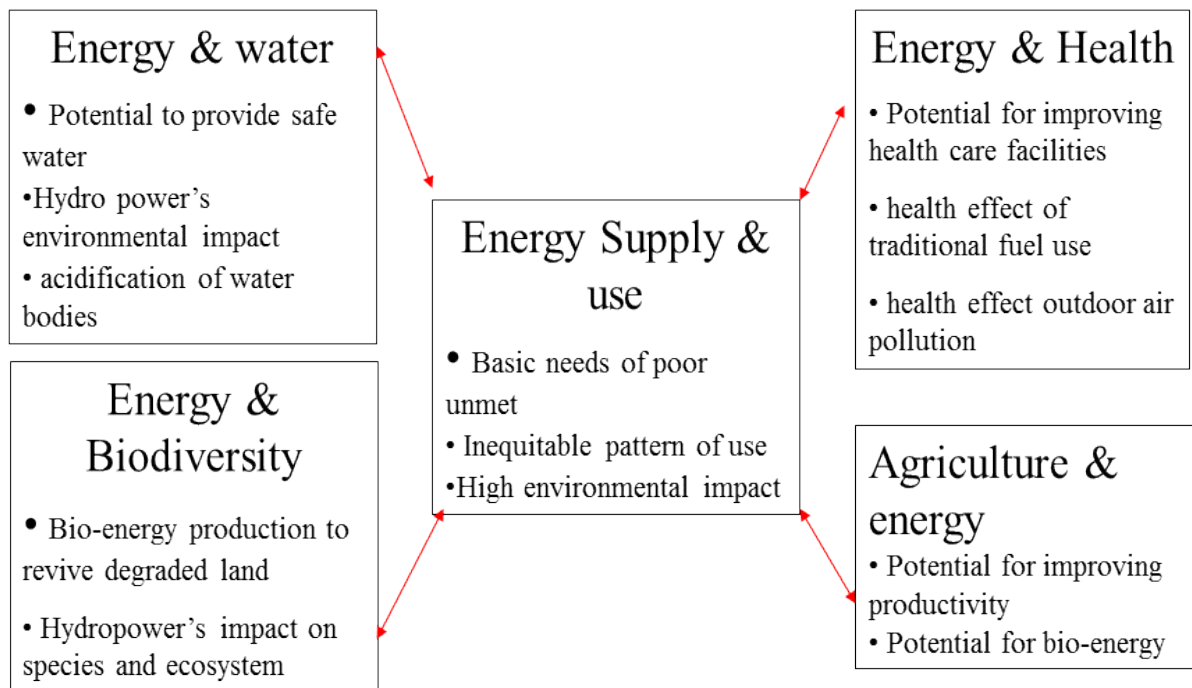 Energy & water
• Potential to provide safe
water
•Hydro power’s
environmental impact
• acidification of water
bodies
Energy &
Biodiversity
• Bio-energy production to
revive degraded land
• Hydropower’s impact on
species and ecosystem
Energy Supply &
use
• Basic needs of poor
unmet
• Inequitable pattern of use
•High environmental impact
Energy & Health
• Potential for improving
health care facilities
• health effect of
traditional fuel use
• health effect outdoor air
pollution
Agriculture &
energy
• Potential for improving
productivity
• Potential for bio-energy